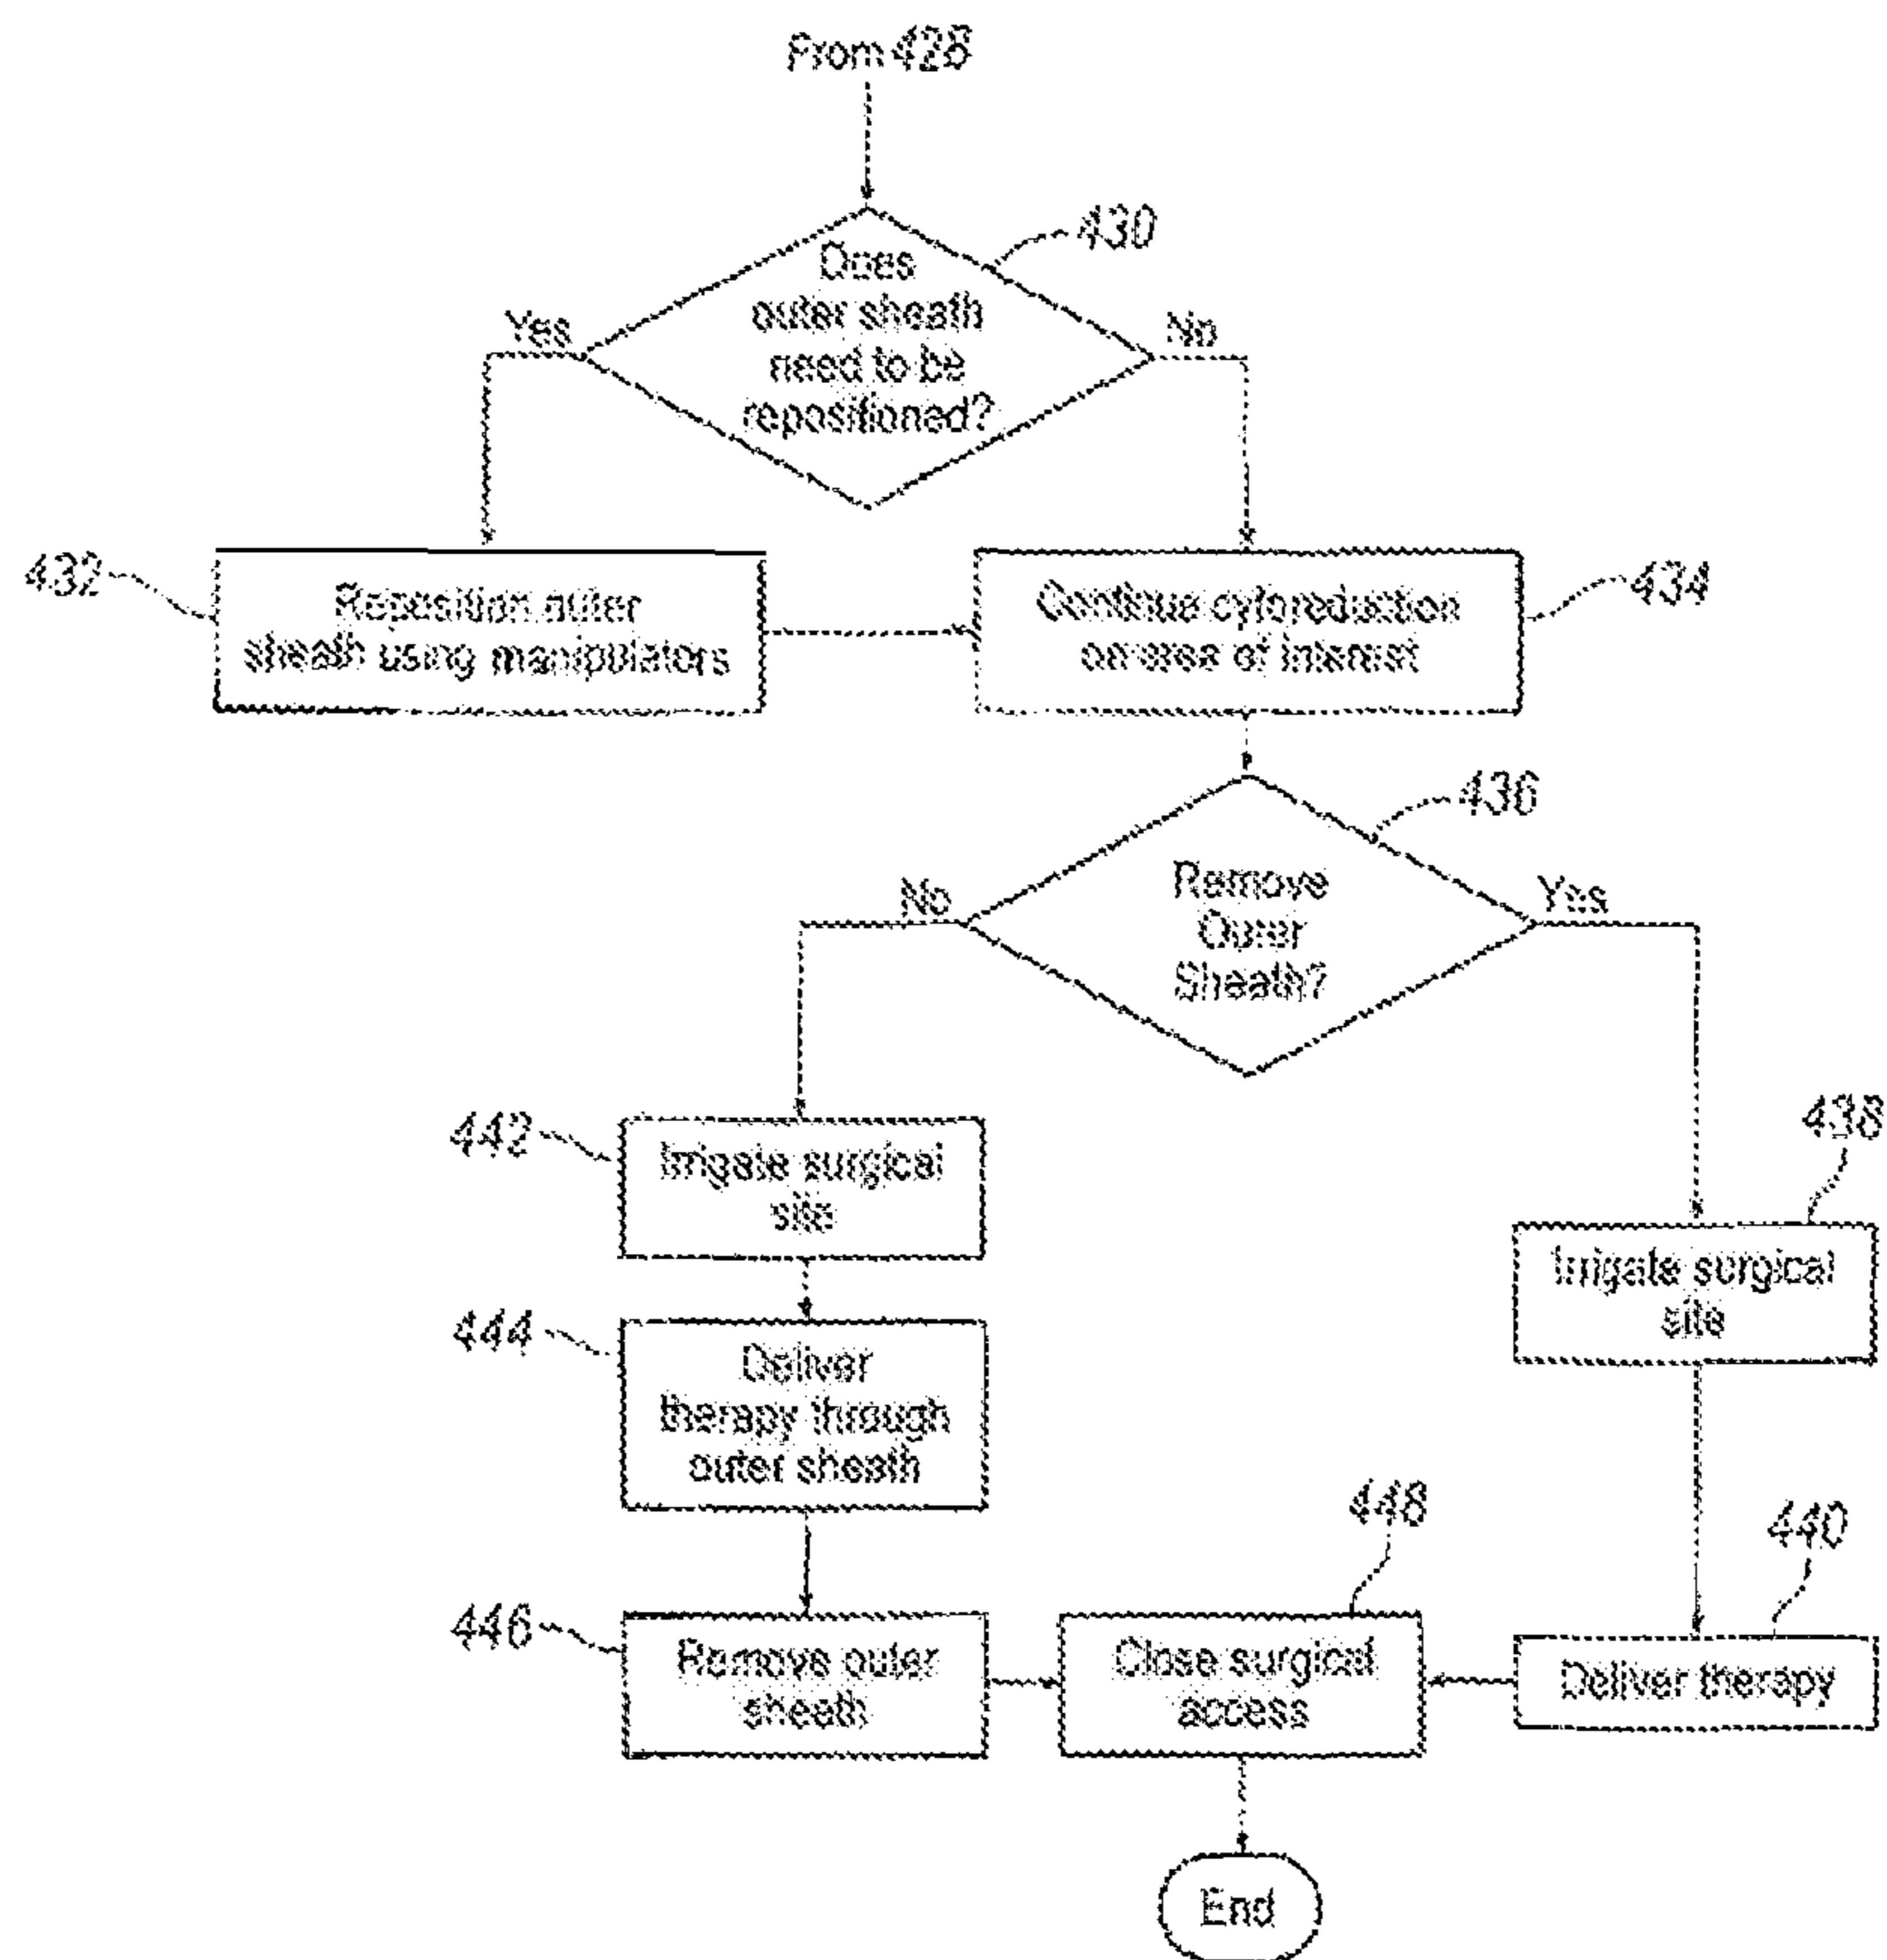 From 428
430
Does
outer sheath
need to be
repositioned?
Yes
No
432
Reposition outer
sheath using manipulators
Continue cytoreduction
on area of interest
434
436
Remove
Outer
Sheath?
No
Yes
442
Irrigate surgical
site
438
Irrigate surgical
site
444
Deliver
therapy through
outer sheath
448
440
446
Remove outer
sheath
Close surgical
access
Deliver therapy
End